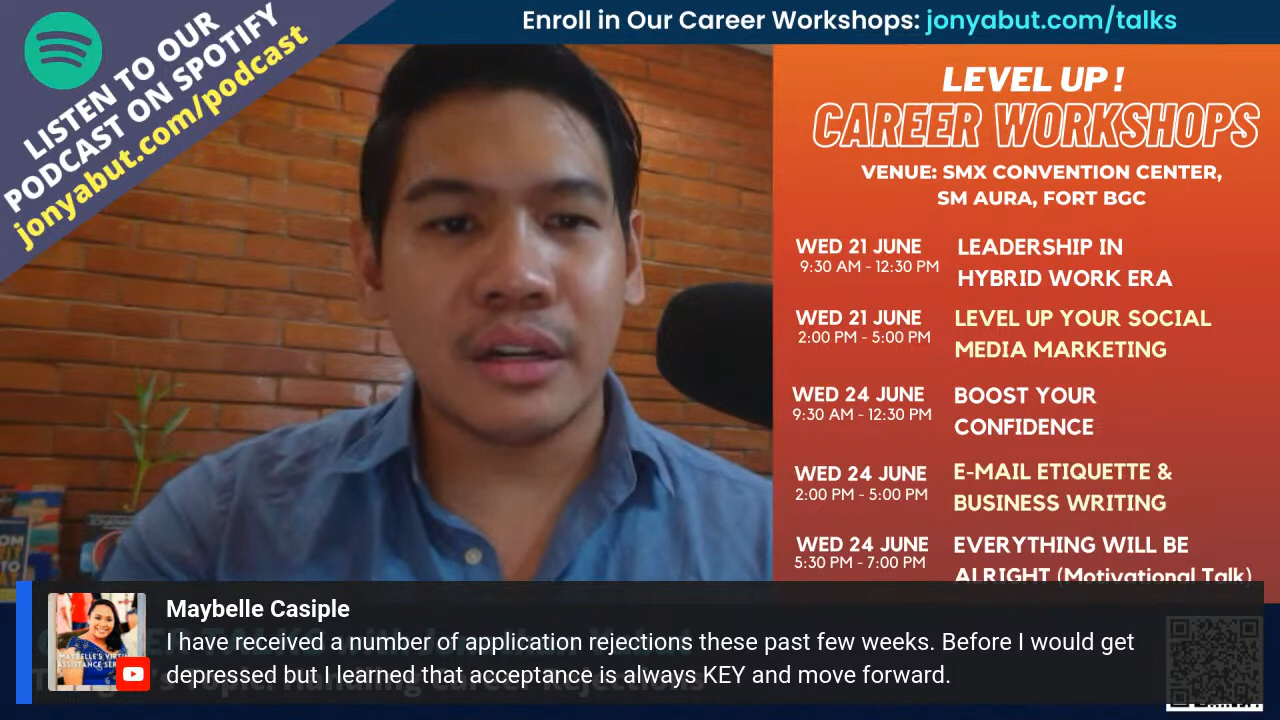 Enroll in Our Career Workshops: jonyabut.com/talks
LISTEN TO OUR
PODCAST ON SPOTIFY
jonyabut.com/podcast
LEVEL UP!
CAREER WORKSHOPS
VENUE: SMX CONVENTION CENTER,
SM AURA, FORT BGC
WED 21 JUNE
9:30 AM - 12:30 PM
LEADERSHIP IN
HYBRID WORK ERA
WED 21 JUNE
2:00 PM - 5:00 PM
LEVEL UP YOUR SOCIAL
MEDIA MARKETING
WED 24 JUNE
9:30 AM - 12:30 PM
BOOST YOUR
CONFIDENCE
WED 24 JUNE
2:00 PM - 5:00 PM
E-MAIL ETIQUETTE &
BUSINESS WRITING
WED 24 JUNE
5:30 PM - 7:00 PM
EVERYTHING WILL BE
ALRIGHT (Motivational Talk)
Maybelle Casiple
I have received a number of application rejections these past few weeks. Before I would get
depressed but I learned that acceptance is always KEY and move forward.